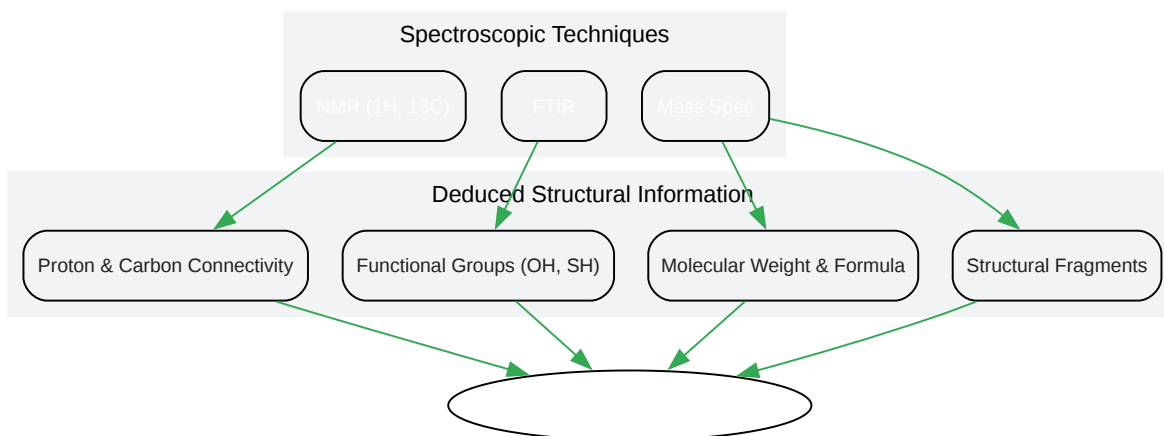 Spectroscopic Techniques
NMR (1H, 13C)
FTIR
Mass Spec
Deduced Structural Information
Proton & Carbon Connectivity
Functional Groups (OH, SH)
Molecular Weight & Formula
Structural Fragments